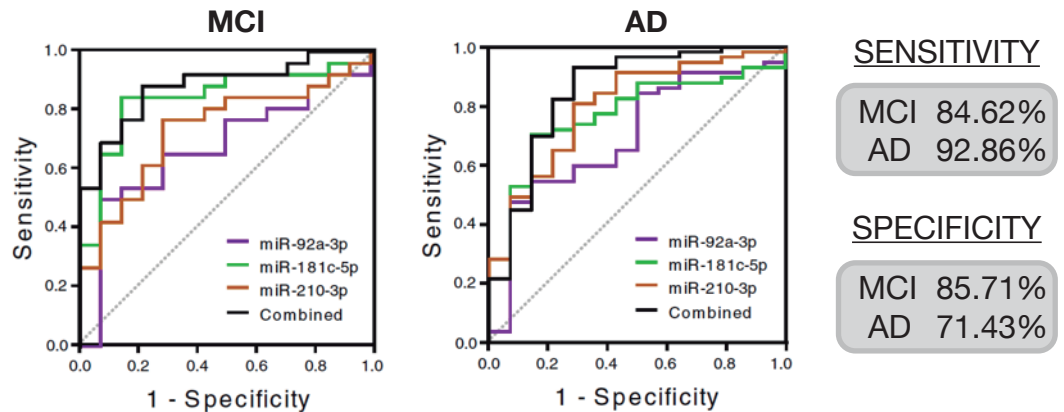 MCI
1.0
0.8
0.6
0.4
0.2
0.0
Sensitivity
miR-92a-3p
miR-181c-5p
miR-210-3p
Combined
0.0 0.2 0.4 0.6 0.8 1.0
1 - Specificity
AD
1.0
0.8
0.6
0.4
0.2
0.0
Sensitivity
miR-92a-3p
miR-181c-5p
miR-210-3p
Combined
0.0 0.2 0.4 0.6 0.8 1.0
1 - Specificity
SENSITIVITY
MCI 84.62%
AD 92.86%
SPECIFICITY
MCI 85.71%
AD 71.43%